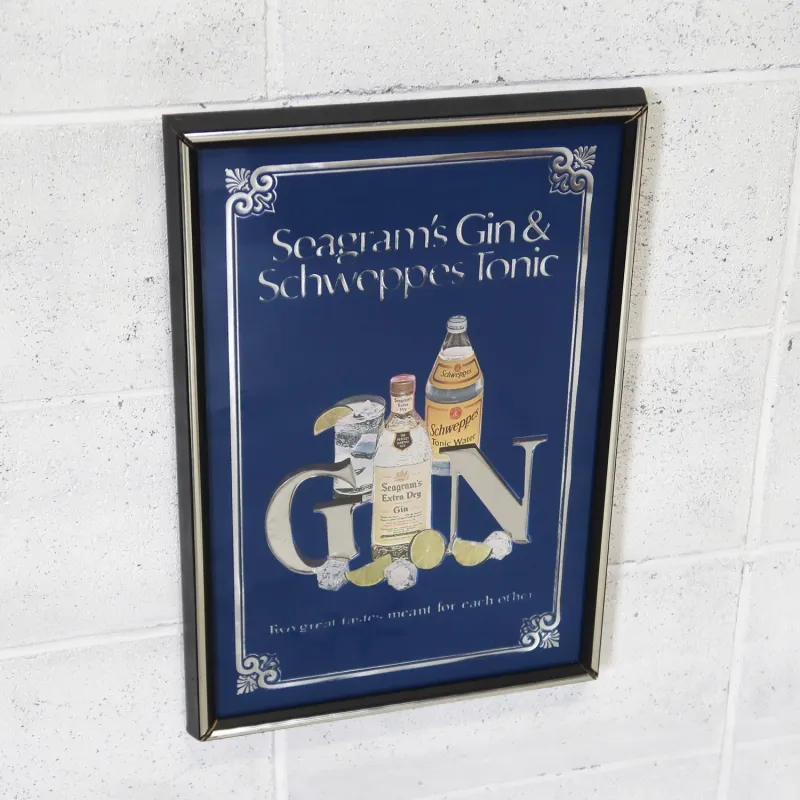 Seagram's Gin &
Schweppes Tonic
Schweppes
Seagram's
Extra Dry
Schweppes
Tonic Water
GIN
Seagram's
Extra Dry
Gin
Two great tastes meant for each other